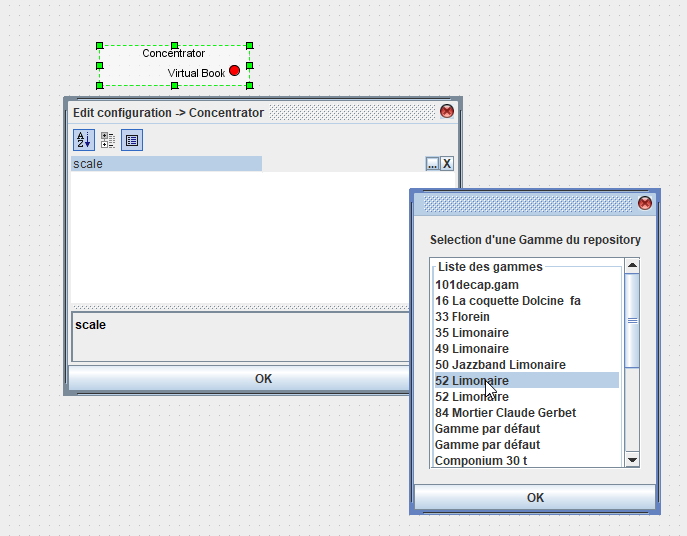 Concentrator
Virtual Book
Edit configuration -> Concentrator
A
Z
scale
... X
scale
OK
Selection d'une Gamme du repository
Liste des gammes
101decap.gam
16 La coquette Dolcine fa
33 Florein
35 Limonaire
49 Limonaire
50 Jazzband Limonaire
52 Limonaire
52 Limonaire
84 Mortier Claude Gerbet
Gamme par défaut
Gamme par défaut
Componium 30 t
OK